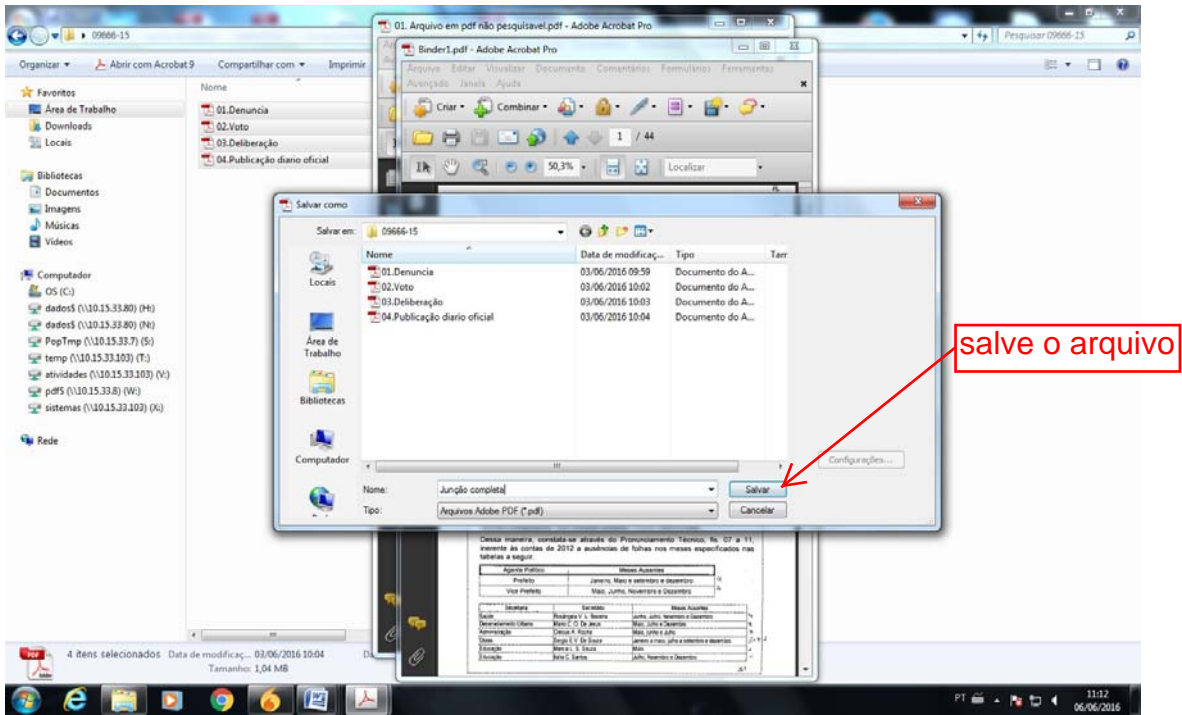 09666-15
Pesquisar 09666-15
Organizar
Abrir com Acrobat 9
Compartilhar com
Imprimir
Favoritos
Área de Trabalho
Downloads
Locais
Bibliotecas
Documentos
Imagens
Músicas
Vídeos
Computador
OS (C:)
dados$ (\\10.15.33.80) (H:)
dados$ (\\10.15.33.80) (N:)
PopTmp (\\10.15.33.7) (S:)
temp (\\10.15.33.103) (T:)
atividades (\\10.15.33.103) (V:)
pdfS (\\10.15.33.8) (W:)
sistemas (\\10.15.33.103) (X:)
Rede
Nome
01.Denuncia
02.Voto
03.Deliberação
04.Publicação diario oficial
01. Arquivo em pdf não pesquisavel.pdf - Adobe Acrobat Pro
Binder1.pdf - Adobe Acrobat Pro
Arquivo Editar Visualizar Documento Comentários Formulários Ferramentas
Avançado Janela Ajuda
Criar Combinar
1 / 44
50,3% Localizar
Salvar como
Salvar em: 09666-15
Nome Data de modificaç... Tipo Tam
01.Denuncia 03/06/2016 09:59 Documento do A...
02.Voto 03/06/2016 10:02 Documento do A...
03.Deliberação 03/06/2016 10:03 Documento do A...
04.Publicação diario oficial 03/06/2016 10:04 Documento do A...
Locais
Área de
Trabalho
Bibliotecas
Computador
Nome: Junção completa Salvar
Tipo: Arquivos Adobe PDF (*.pdf) Cancelar
Configurações...
salve o arquivo
Dessa maneira, constata-se através do Pronunciamento Técnico, fls. 07 a 11,
inerente às contas de 2012 a ausências de folhas nos meses especificados nas
tabelas a seguir.
Agente Político Meses Ausentes
Prefeito Janeiro, Maio e setembro e dezembro
Vice Prefeito Maio, Junho, Novembro e Dezembro
Secretaria Secretário Meses Ausentes
4 itens selecionados Data de modificaç... 03/06/2016 10:04
Tamanho: 1,04 MB
PT
11:12
06/06/2016